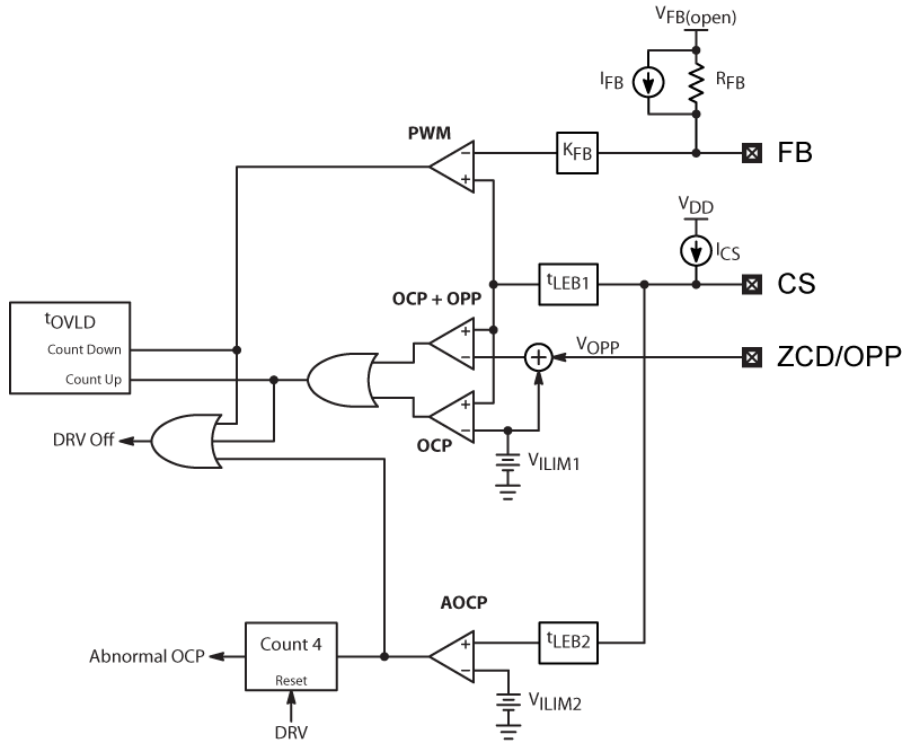 VFB(open)
IFB
RFB
PWM
−
+
KFB
FB
VDD
ICS
tLEB1
CS
OCP + OPP
tOVLD
Count Down
Count Up
+
−
VOPP
+
ZCD/OPP
+
−
OCP
DRV Off
VILIM1
AOCP
Abnormal OCP
Count 4
Reset
+
−
tLEB2
VILIM2
DRV